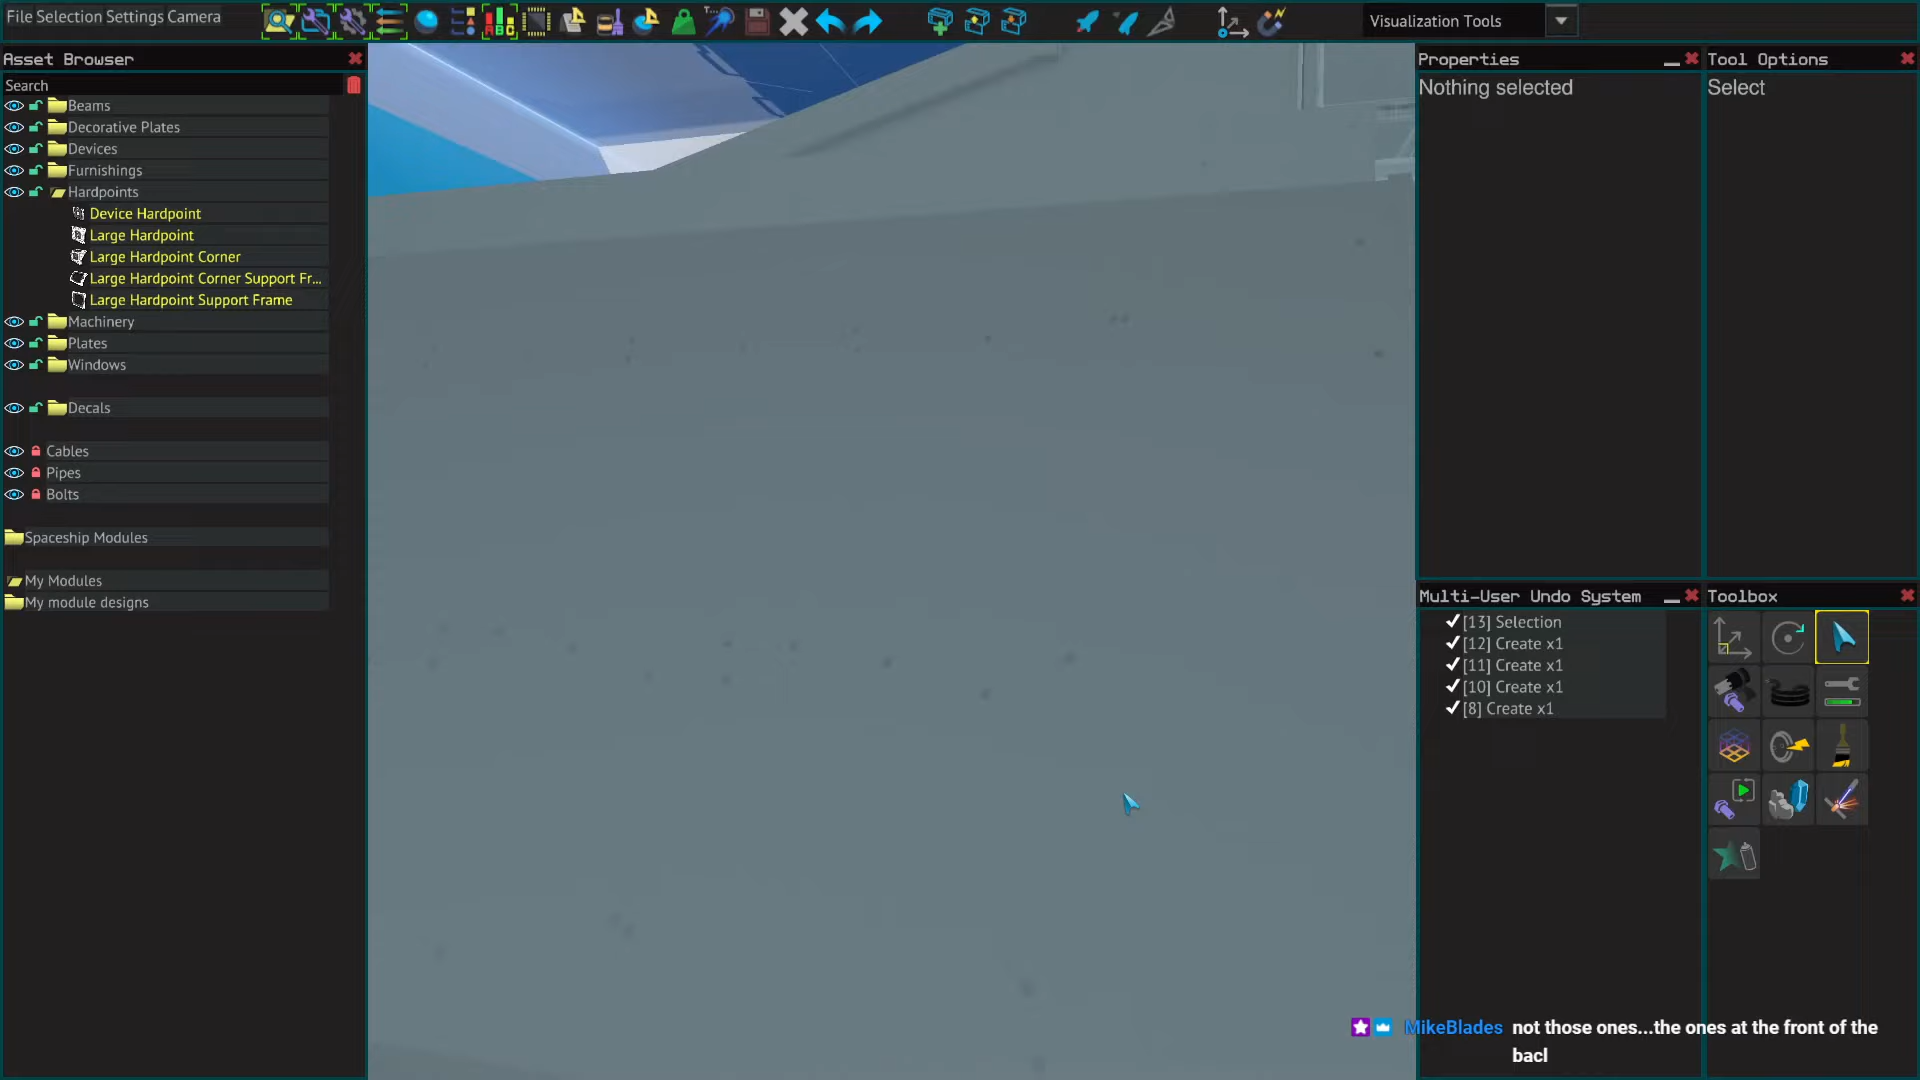 File Selection Settings Camera
Visualization Tools
Asset Browser
Search
Beams
Decorative Plates
Devices
Furnishings
Hardpoints
Device Hardpoint
Large Hardpoint
Large Hardpoint Corner
Large Hardpoint Corner Support Fr...
Large Hardpoint Support Frame
Machinery
Plates
Windows
Decals
Cables
Pipes
Bolts
Spaceship Modules
My Modules
My module designs
Properties
Nothing selected
Tool Options
Select
Multi-User Undo System
[13] Selection
[12] Create x1
[11] Create x1
[10] Create x1
[8] Create x1
Toolbox
MikeBlades not those ones...the ones at the front of the
bacl